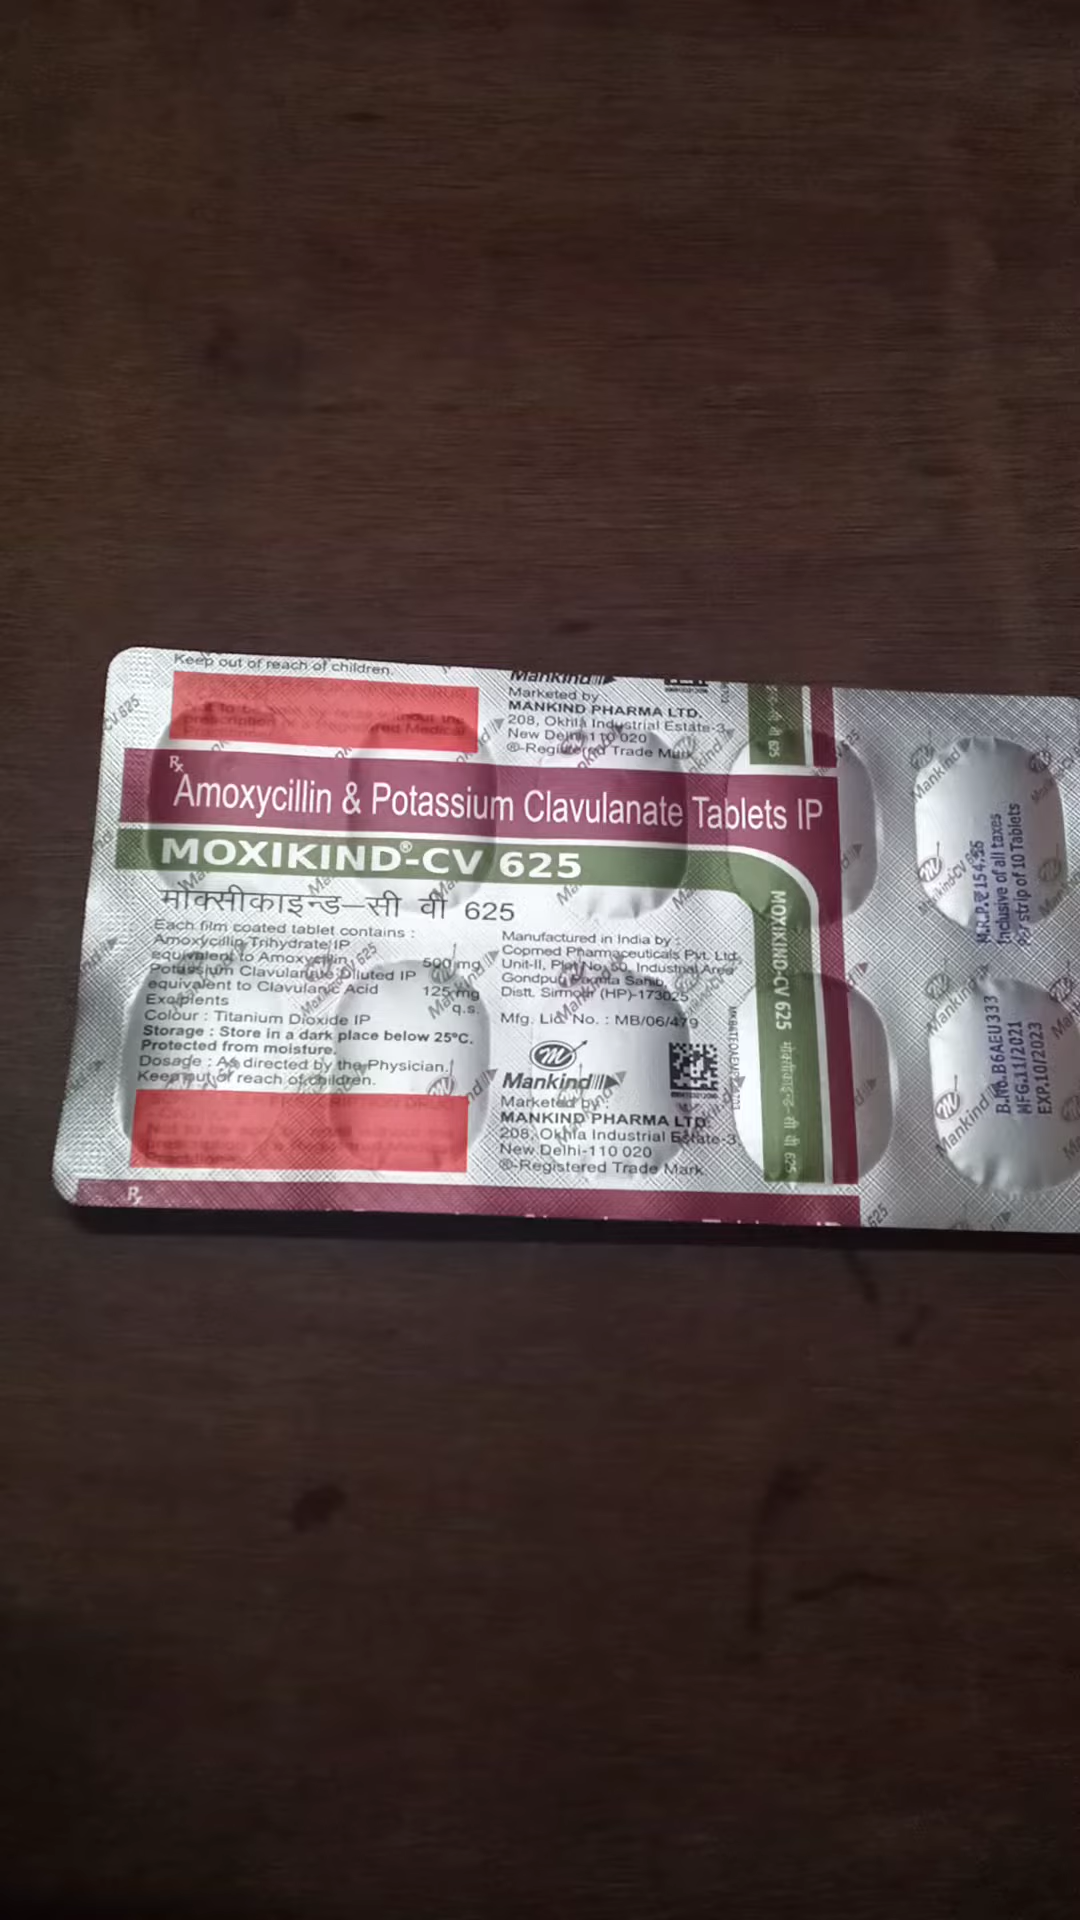 Keep out of reach of children.
Mankind
Marketed by
MANKIND PHARMA LTD.
208, Okhla Industrial Estate-3,
New Delhi-110 020
®-Registered Trade Mark
Rx
Amoxycillin & Potassium Clavulanate Tablets IP
MOXIKIND®-CV 625
मोक्सीकाइन्ड–सी वी 625
Each film coated tablet contains :
Amoxycillin Trihydrate IP
equivalent to Amoxycillin 500 mg
Potassium Clavulanate Diluted IP
equivalent to Clavulanic Acid 125 mg
Excipients q.s.
Colour : Titanium Dioxide IP
Storage : Store in a dark place below 25°C.
Protected from moisture.
Dosage : As directed by the Physician.
Keep out of reach of children.
Manufactured in India by :
Copmed Pharmaceuticals Pvt. Ltd.
Unit-II, Plot No. 50, Industrial Area
Gondpur, Paonta Sahib,
Distt. Sirmour (HP)-173025
Mfg. Lic. No. : MB/06/479
Mankind
Marketed by :
MANKIND PHARMA LTD.
208, Okhla Industrial Estate-3,
New Delhi-110 020
®-Registered Trade Mark
MOXIKIND-CV 625 मोक्सीकाइन्ड–सी वी 625
M.R.P.₹154.56
Inclusive of all taxes
Per strip of 10 Tablets
B.No.B6AEU333
MFG.11/2021
EXP.10/2023
Rx